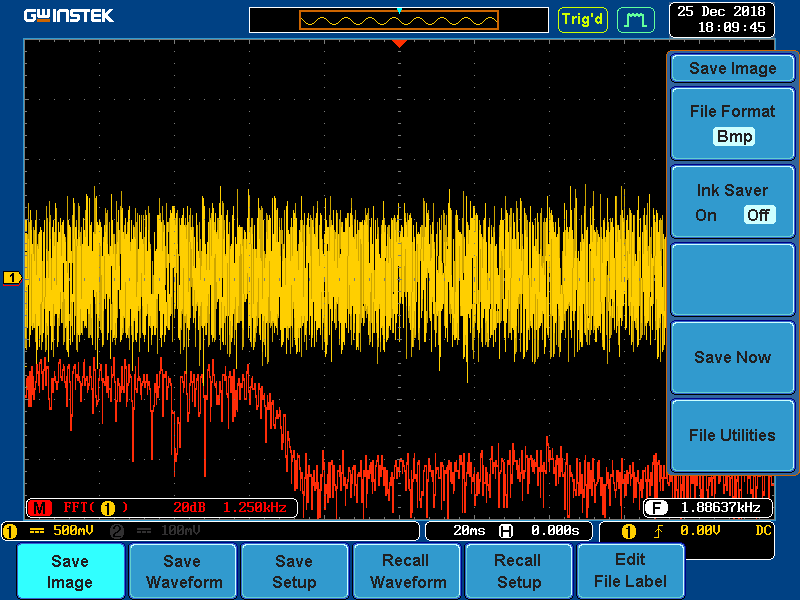 GWINSTEK
Trig'd
25 Dec 2018
18:09:45
Save Image
File Format
Bmp
Ink Saver
On Off
Save Now
File Utilities
1
M FFT( 1 ) 20dB 1.250kHz
F 1.88637kHz
1 500mV 2 100mV
20ms H 0.000s
1 0.00V DC
Save
Image
Save
Waveform
Save
Setup
Recall
Waveform
Recall
Setup
Edit
File Label